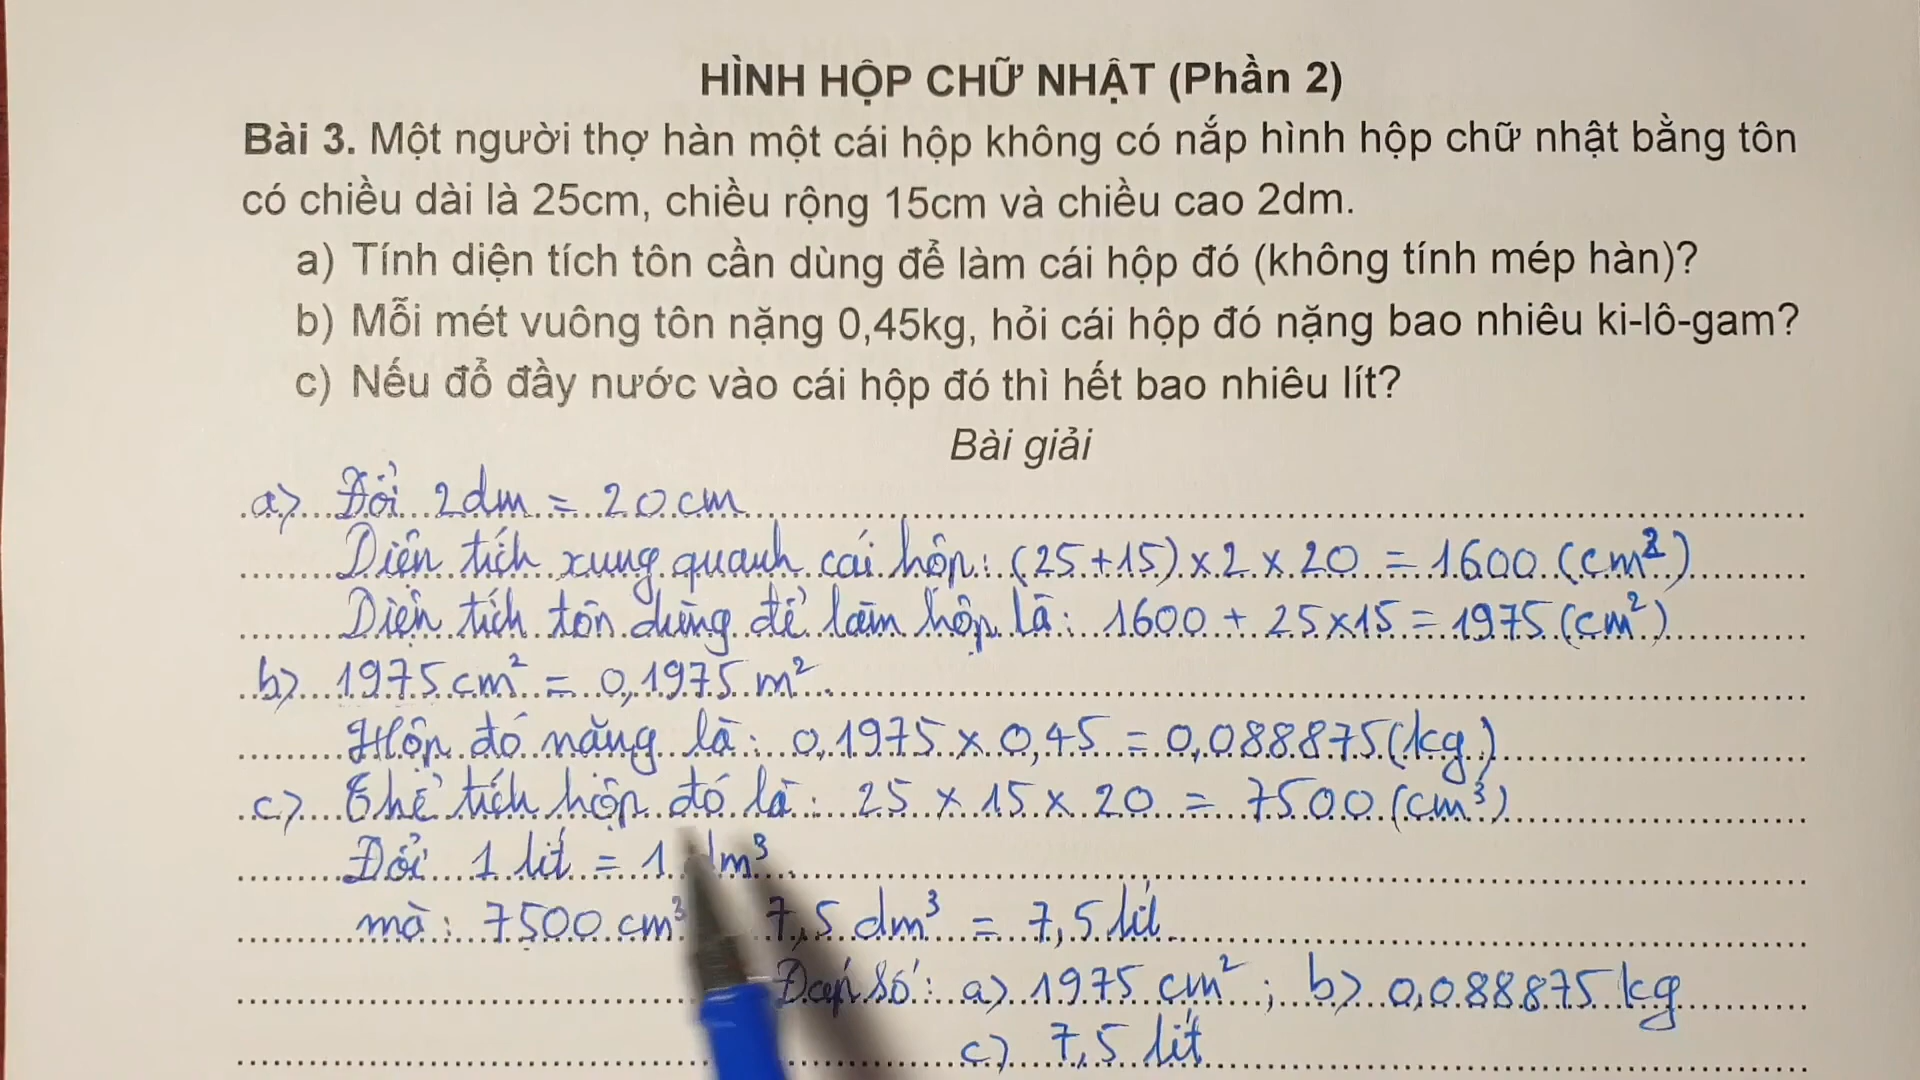 HÌNH HỘP CHỮ NHẬT (Phần 2)
Bài 3. Một người thợ hàn một cái hộp không có nắp hình hộp chữ nhật bằng tôn
có chiều dài là 25cm, chiều rộng 15cm và chiều cao 2dm.
a) Tính diện tích tôn cần dùng để làm cái hộp đó (không tính mép hàn)?
b) Mỗi mét vuông tôn nặng 0,45kg, hỏi cái hộp đó nặng bao nhiêu ki-lô-gam?
c) Nếu đổ đầy nước vào cái hộp đó thì hết bao nhiêu lít?
Bài giải
a) Đổi 2dm = 20cm
Diện tích xung quanh cái hộp: (25+15)x2x20 = 1600 (cm²)
Diện tích tôn dùng để làm hộp là: 1600 + 25x15 = 1975 (cm²)
b) 1975cm² = 0,1975m².
Hộp đó nặng là: 0,1975 x 0,45 = 0,088875(kg)
c) Thể tích hộp đó là: 25 x 15 x 20 = 7500 (cm³)
Đổi 1 lít = 1 dm³.
mà: 7500 cm³ 7,5 dm³ = 7,5 lít
Đáp số: a) 1975 cm²; b) 0,088875 kg
c) 7,5 lít